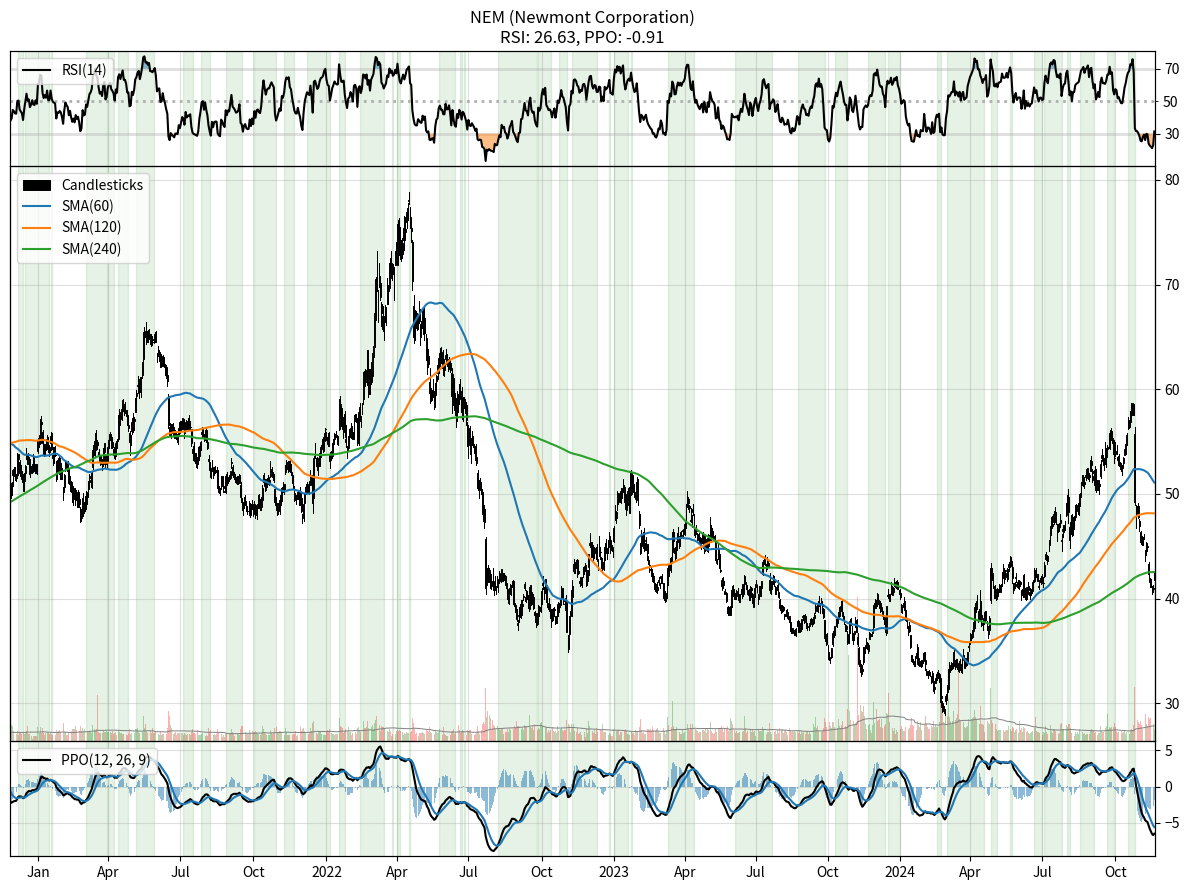 NEM (Newmont Corporation)
RSI: 26.63, PPO: -0.91
RSI(14)
70
50
30
Candlesticks
SMA(60)
SMA(120)
SMA(240)
80
70
60
50
40
30
PPO(12, 26, 9)
5
0
−5
Jan Apr Jul Oct 2022 Apr Jul Oct 2023 Apr Jul Oct 2024 Apr Jul Oct